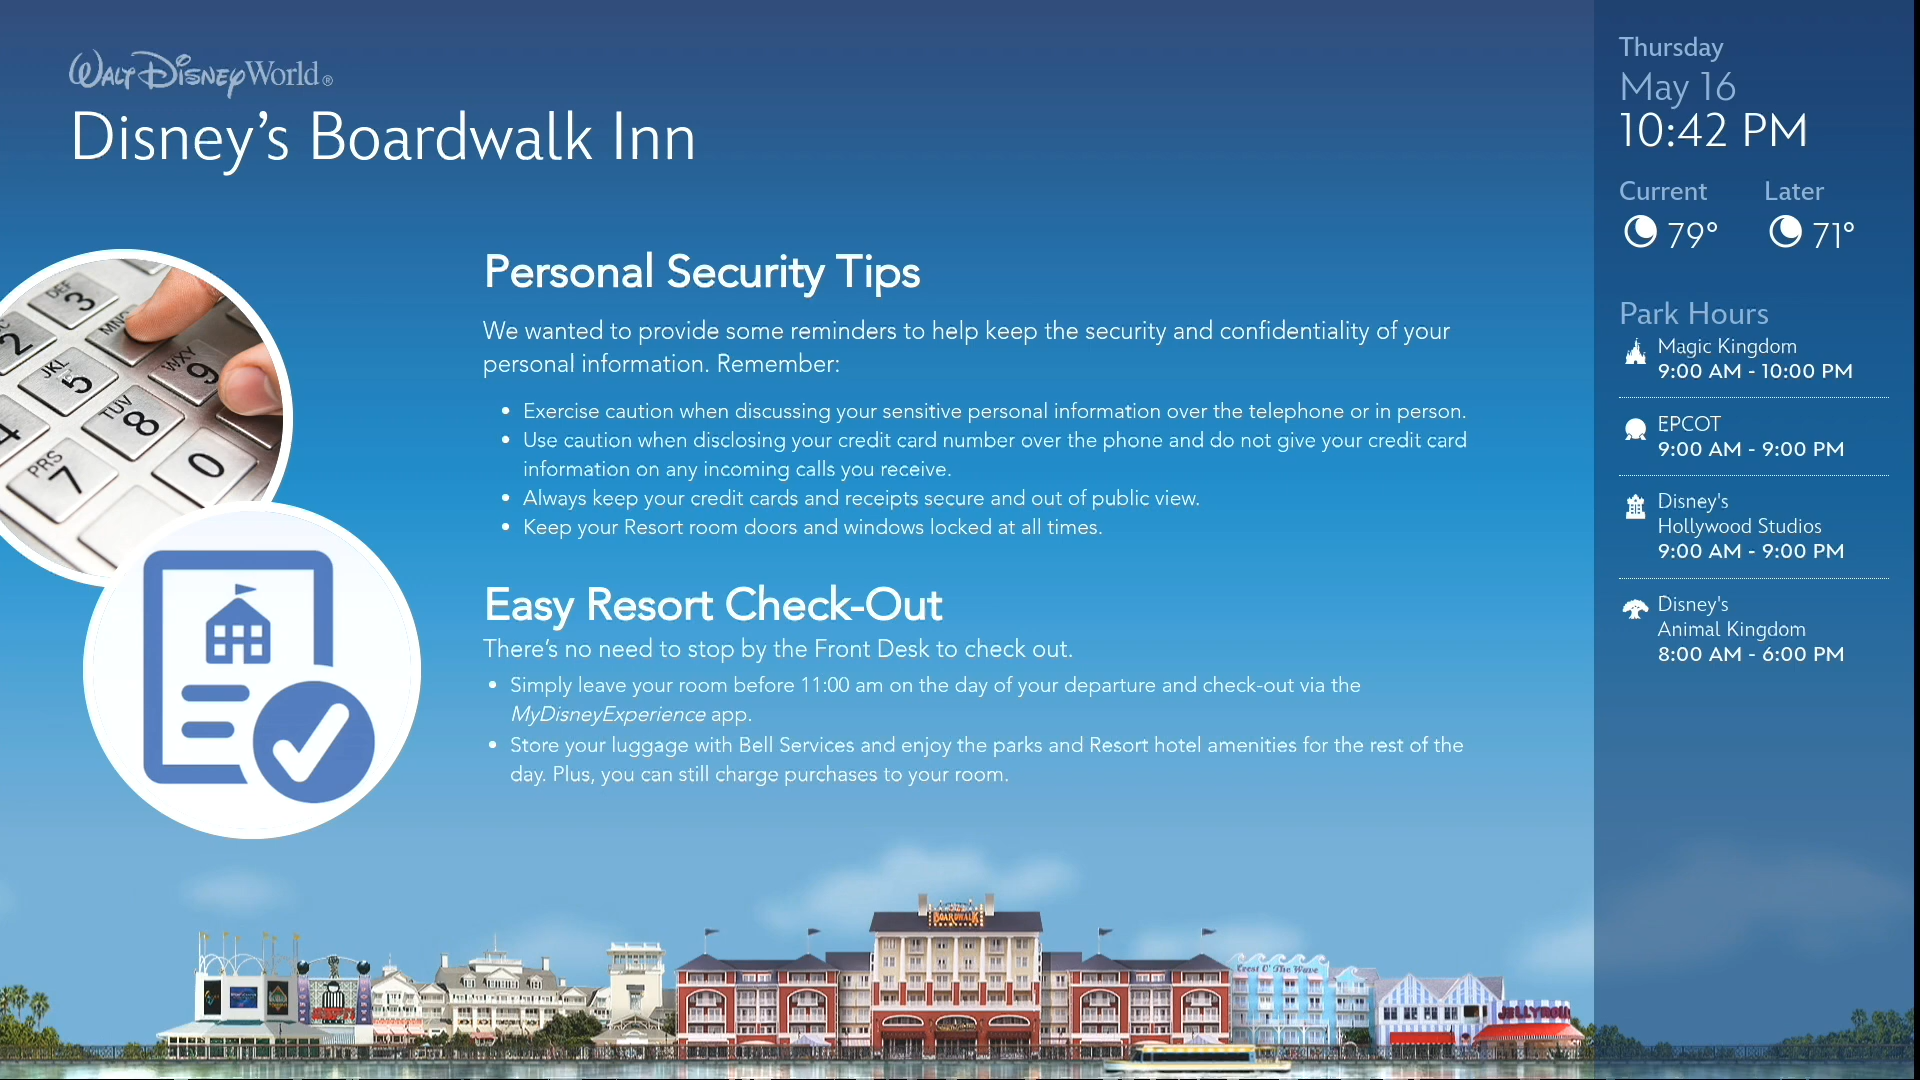 Walt Disney World®
Disney's Boardwalk Inn
Personal Security Tips
We wanted to provide some reminders to help keep the security and confidentiality of your
personal information. Remember:
• Exercise caution when discussing your sensitive personal information over the telephone or in person.
• Use caution when disclosing your credit card number over the phone and do not give your credit card
information on any incoming calls you receive.
• Always keep your credit cards and receipts secure and out of public view.
• Keep your Resort room doors and windows locked at all times.
Easy Resort Check-Out
There's no need to stop by the Front Desk to check out.
• Simply leave your room before 11:00 am on the day of your departure and check-out via the
MyDisneyExperience app.
• Store your luggage with Bell Services and enjoy the parks and Resort hotel amenities for the rest of the
day. Plus, you can still charge purchases to your room.
DEF
3
MNO
2
JKL
5
WXY
9
TUV
8
4
PRS
7
0
BOARDWALK
Crest O' The Wave
JELLYROLL
Thursday
May 16
10:42 PM
Current
Later
79°
71°
Park Hours
Magic Kingdom
9:00 AM - 10:00 PM
EPCOT
9:00 AM - 9:00 PM
Disney's
Hollywood Studios
9:00 AM - 9:00 PM
Disney's
Animal Kingdom
8:00 AM - 6:00 PM